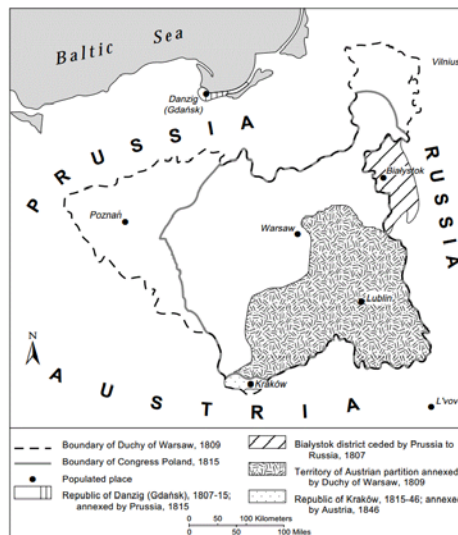 Baltic Sea
Vilnius
Danzig
(Gdańsk)
PRUSSIA
RUSSIA
Białystok
Poznań
Warsaw
Lublin
N
Kraków
AUSTRIA
L'vov
Boundary of Duchy of Warsaw, 1809
Boundary of Congress Poland, 1815
Populated place
Republic of Danzig (Gdańsk), 1807-15;
annexed by Prussia, 1815
Białystok district ceded by Prussia to
Russia, 1807
Territory of Austrian partition annexed
by Duchy of Warsaw, 1809
Republic of Kraków, 1815-46; annexed
by Austria, 1846
0 50 100 Kilometers
0 50 100 Miles